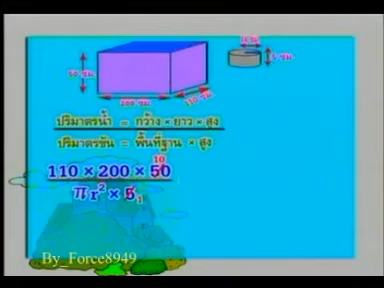 14 ซม.
5 ซม.
50 ซม.
110 ซม.
200 ซม.
ปริมาตรน้ำ = กว้าง × ยาว × สูง
ปริมาตรขัน = พื้นที่ฐาน × สูง
10
110 × 200 × 50
πr² × 5 1
By_Force8949